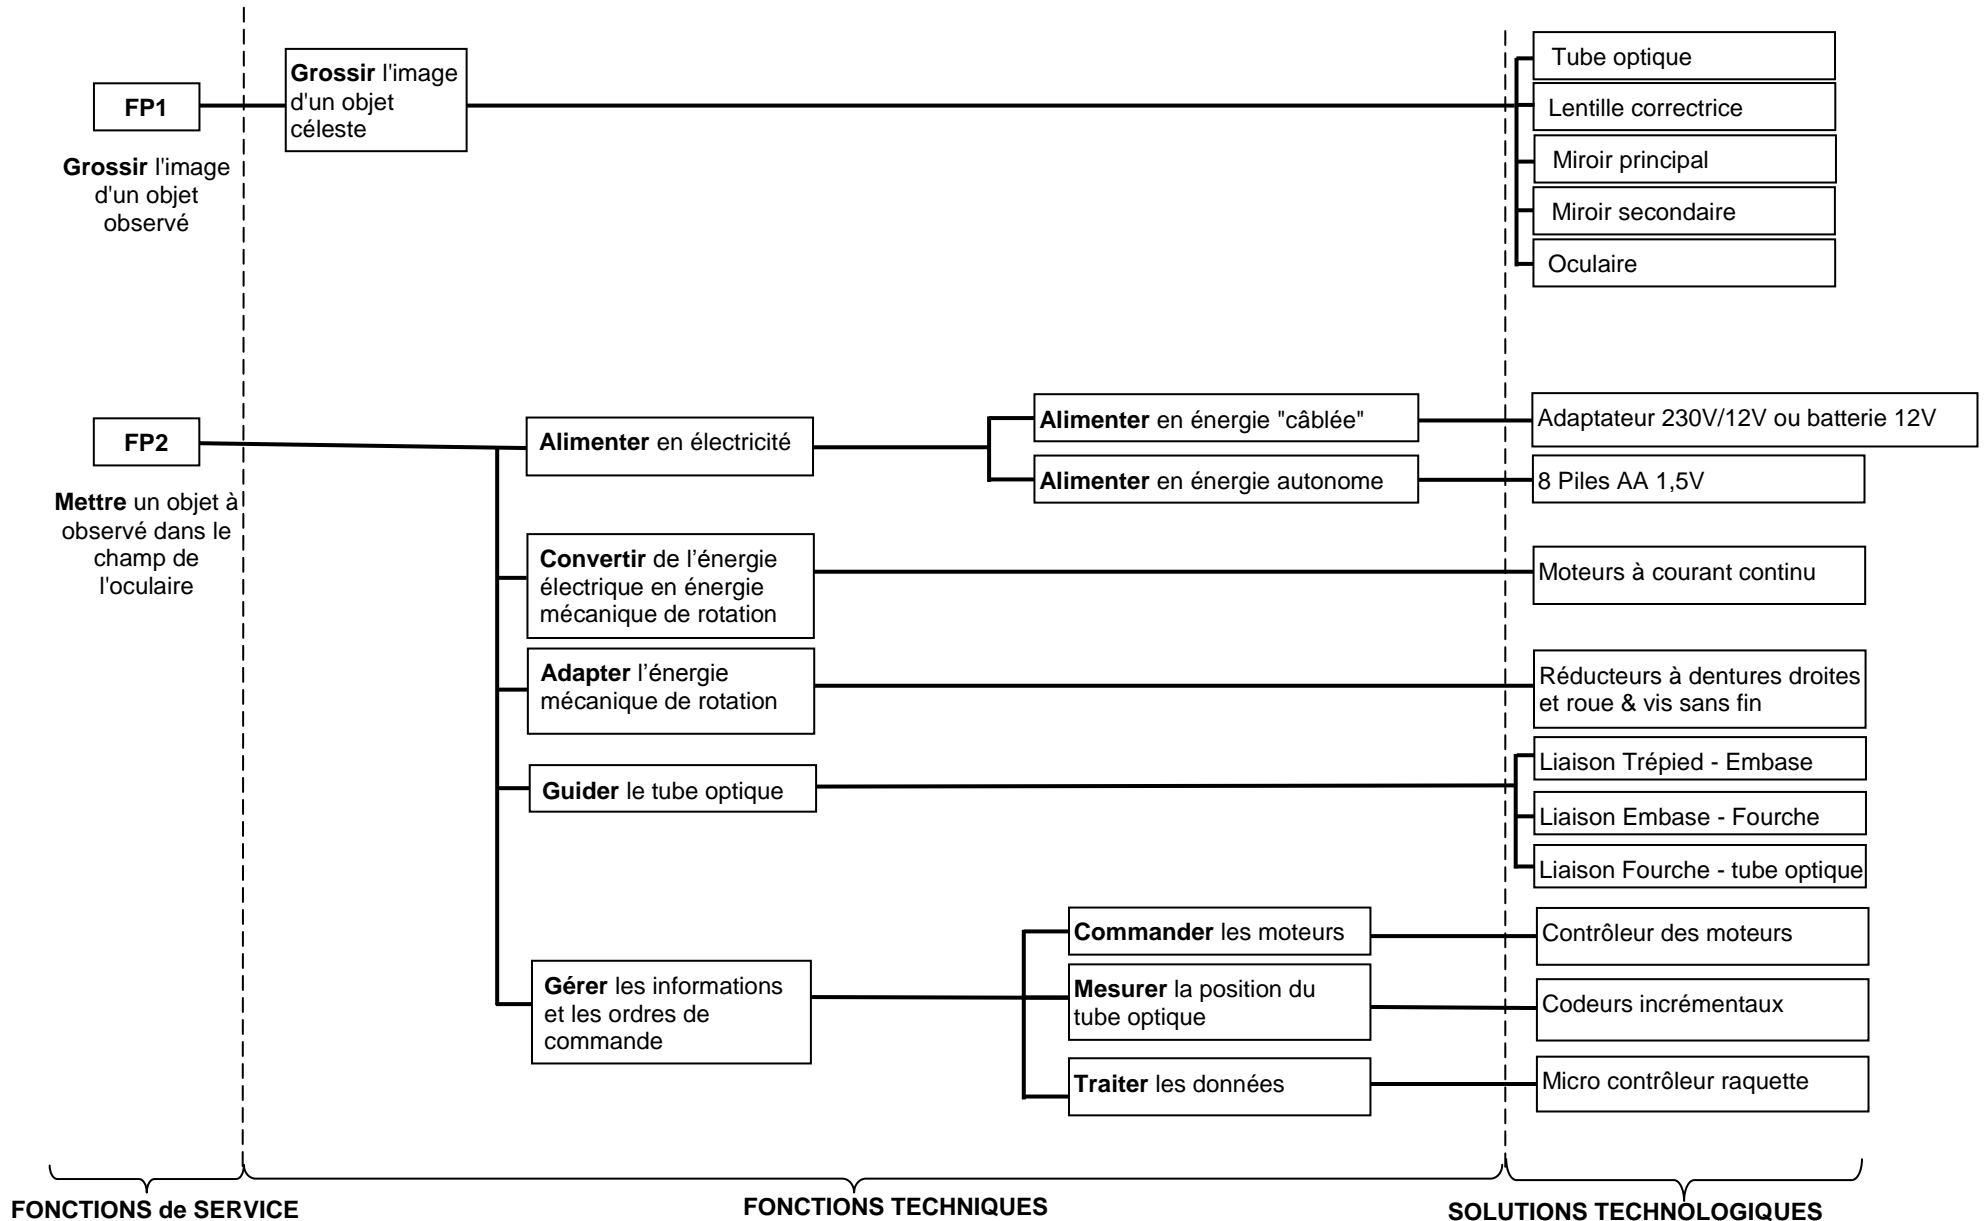 FP1
Grossir l'image
d'un objet
observé
Grossir l'image
d'un objet
céleste
Tube optique
Lentille correctrice
Miroir principal
Miroir secondaire
Oculaire
FP2
Mettre un objet à
observé dans le
champ de
l'oculaire
Alimenter en électricité
Alimenter en énergie "câblée"
Adaptateur 230V/12V ou batterie 12V
Alimenter en énergie autonome
8 Piles AA 1,5V
Convertir de l’énergie
électrique en énergie
mécanique de rotation
Moteurs à courant continu
Adapter l’énergie
mécanique de rotation
Réducteurs à dentures droites
et roue & vis sans fin
Guider le tube optique
Liaison Trépied - Embase
Liaison Embase - Fourche
Liaison Fourche - tube optique
Gérer les informations
et les ordres de
commande
Commander les moteurs
Contrôleur des moteurs
Mesurer la position du
tube optique
Codeurs incrémentaux
Traiter les données
Micro contrôleur raquette
FONCTIONS de SERVICE
FONCTIONS TECHNIQUES
SOLUTIONS TECHNOLOGIQUES